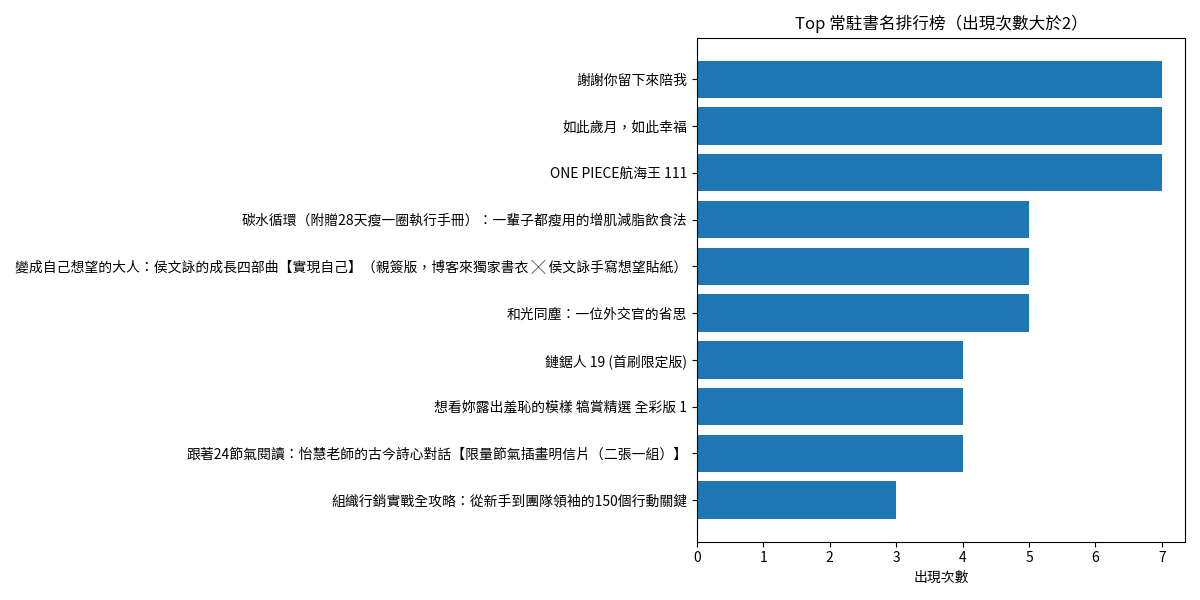 Top 常駐書名排行榜（出現次數大於2）
謝謝你留下來陪我
如此歲月，如此幸福
ONE PIECE航海王 111
碳水循環（附贈28天瘦一圈執行手冊）：一輩子都瘦用的增肌減脂飲食法
變成自己想望的大人：侯文詠的成長四部曲【實現自己】（親簽版，博客來獨家書衣╳侯文詠手寫想望貼紙）
和光同塵：一位外交官的省思
鏈鋸人 19 (首刷限定版)
想看妳露出羞恥的模樣 犒賞精選 全彩版 1
跟著24節氣閱讀：怡慧老師的古今詩心對話【限量節氣插畫明信片（二張一組）】
組織行銷實戰全攻略：從新手到團隊領袖的150個行動關鍵
0 1 2 3 4 5 6 7
出現次數